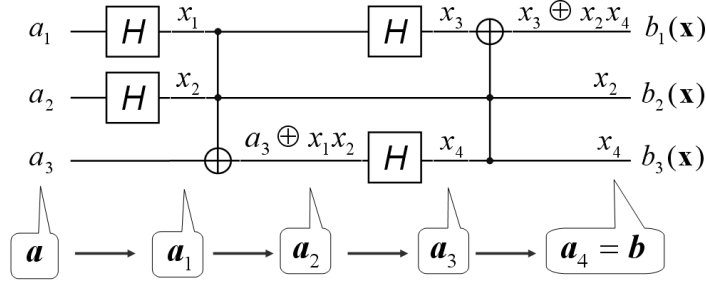 a₁ H x₁ H x₃ x₃ ⊕ x₂x₄ b₁(x)
a₂ H x₂ x₂ b₂(x)
a₃ a₃ ⊕ x₁x₂ H x₄ x₄ b₃(x)
a a₁ a₂ a₃ a₄ = b